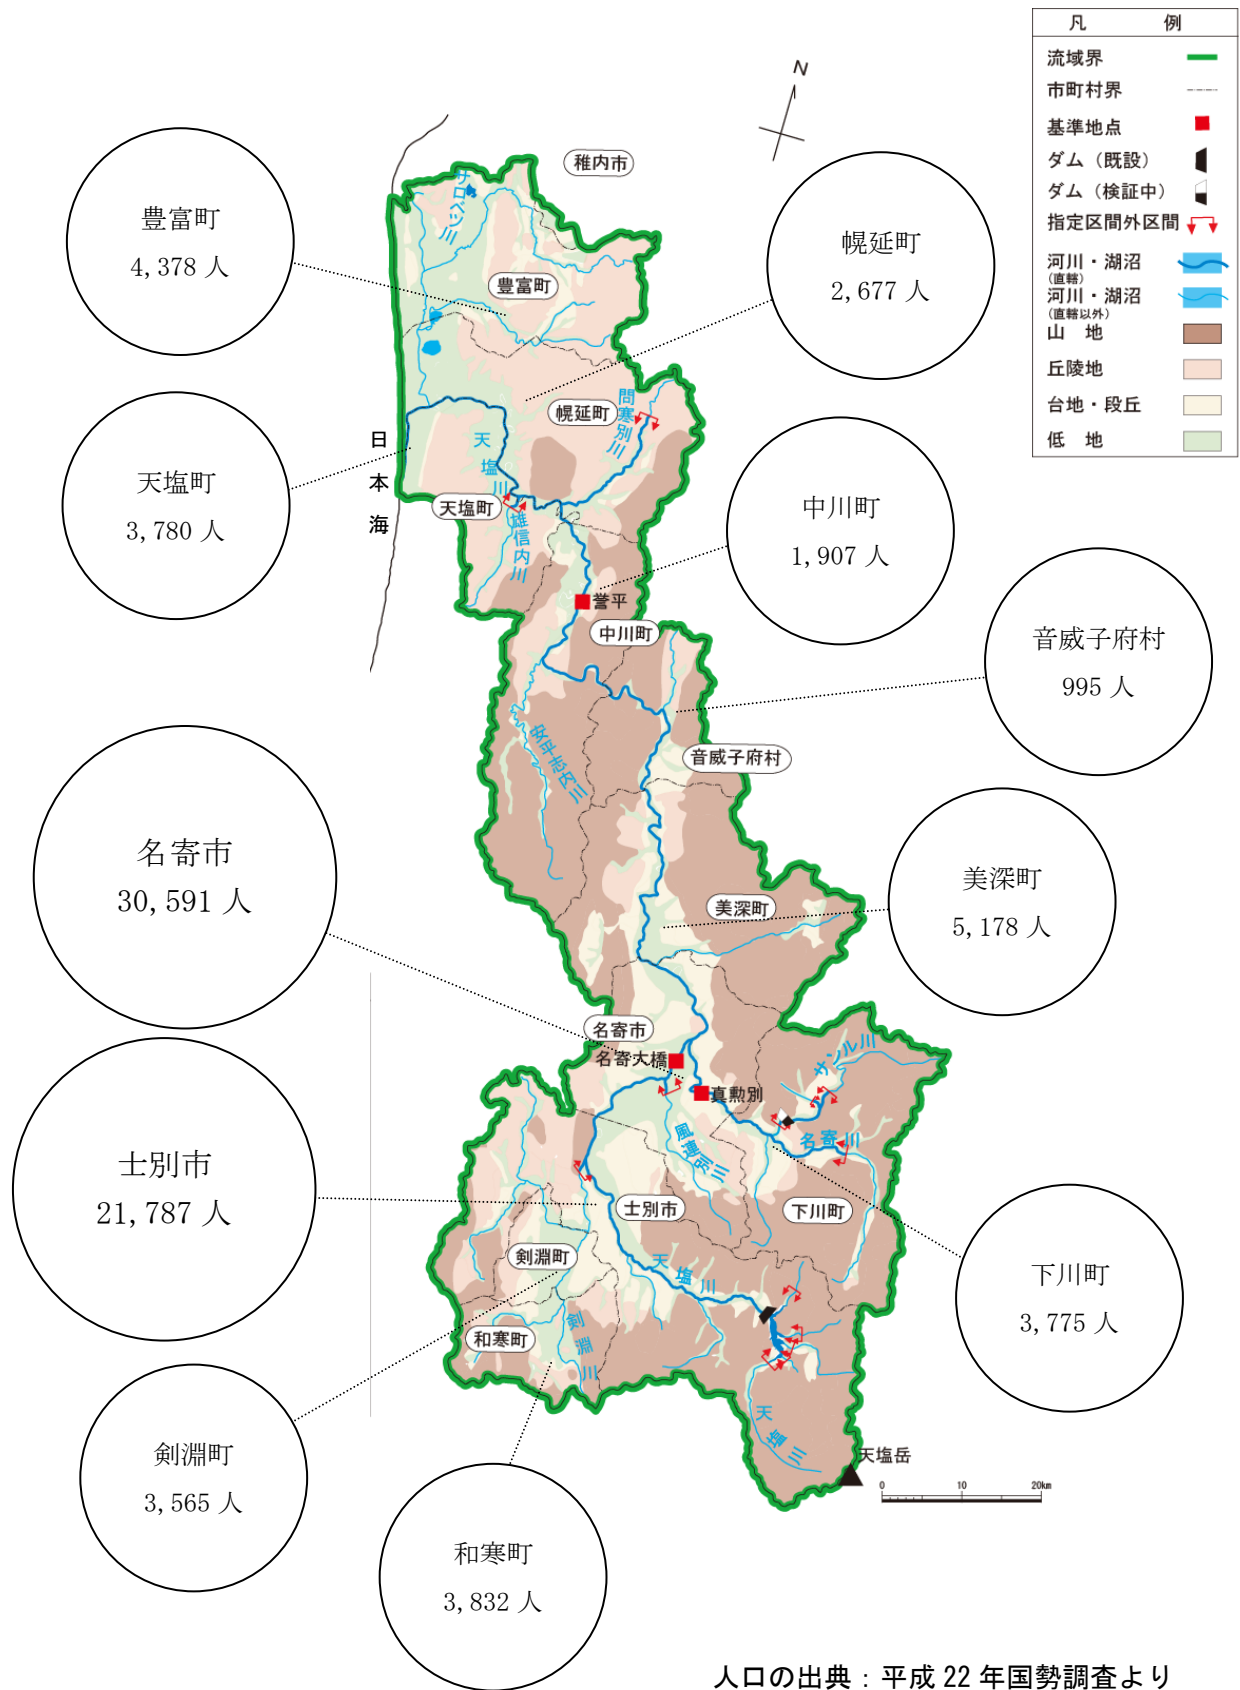 凡 例
流域界
市町村界
基準地点
ダム（既設）
ダム（検証中）
指定区間外区間
河川・湖沼
(直轄)
河川・湖沼
(直轄以外)
山 地
丘陵地
台地・段丘
低 地
N
稚内市
サロベツ川
豊富町
4,378 人
幌延町
2,677 人
豊富町
幌延町
問寒別川
日本海
天塩川
天塩町
3,780 人
天塩町
雄信内川
中川町
1,907 人
誉平
中川町
音威子府村
995 人
安平志内川
音威子府村
名寄市
30,591 人
美深町
美深町
5,178 人
名寄市
名寄大橋
真勲別
サンル川
名寄川
風連別川
士別市
21,787 人
士別市
下川町
剣淵町
天塩川
下川町
3,775 人
和寒町
剣淵川
天塩川
天塩岳
0 10 20km
剣淵町
3,565 人
和寒町
3,832 人
人口の出典：平成 22 年国勢調査より